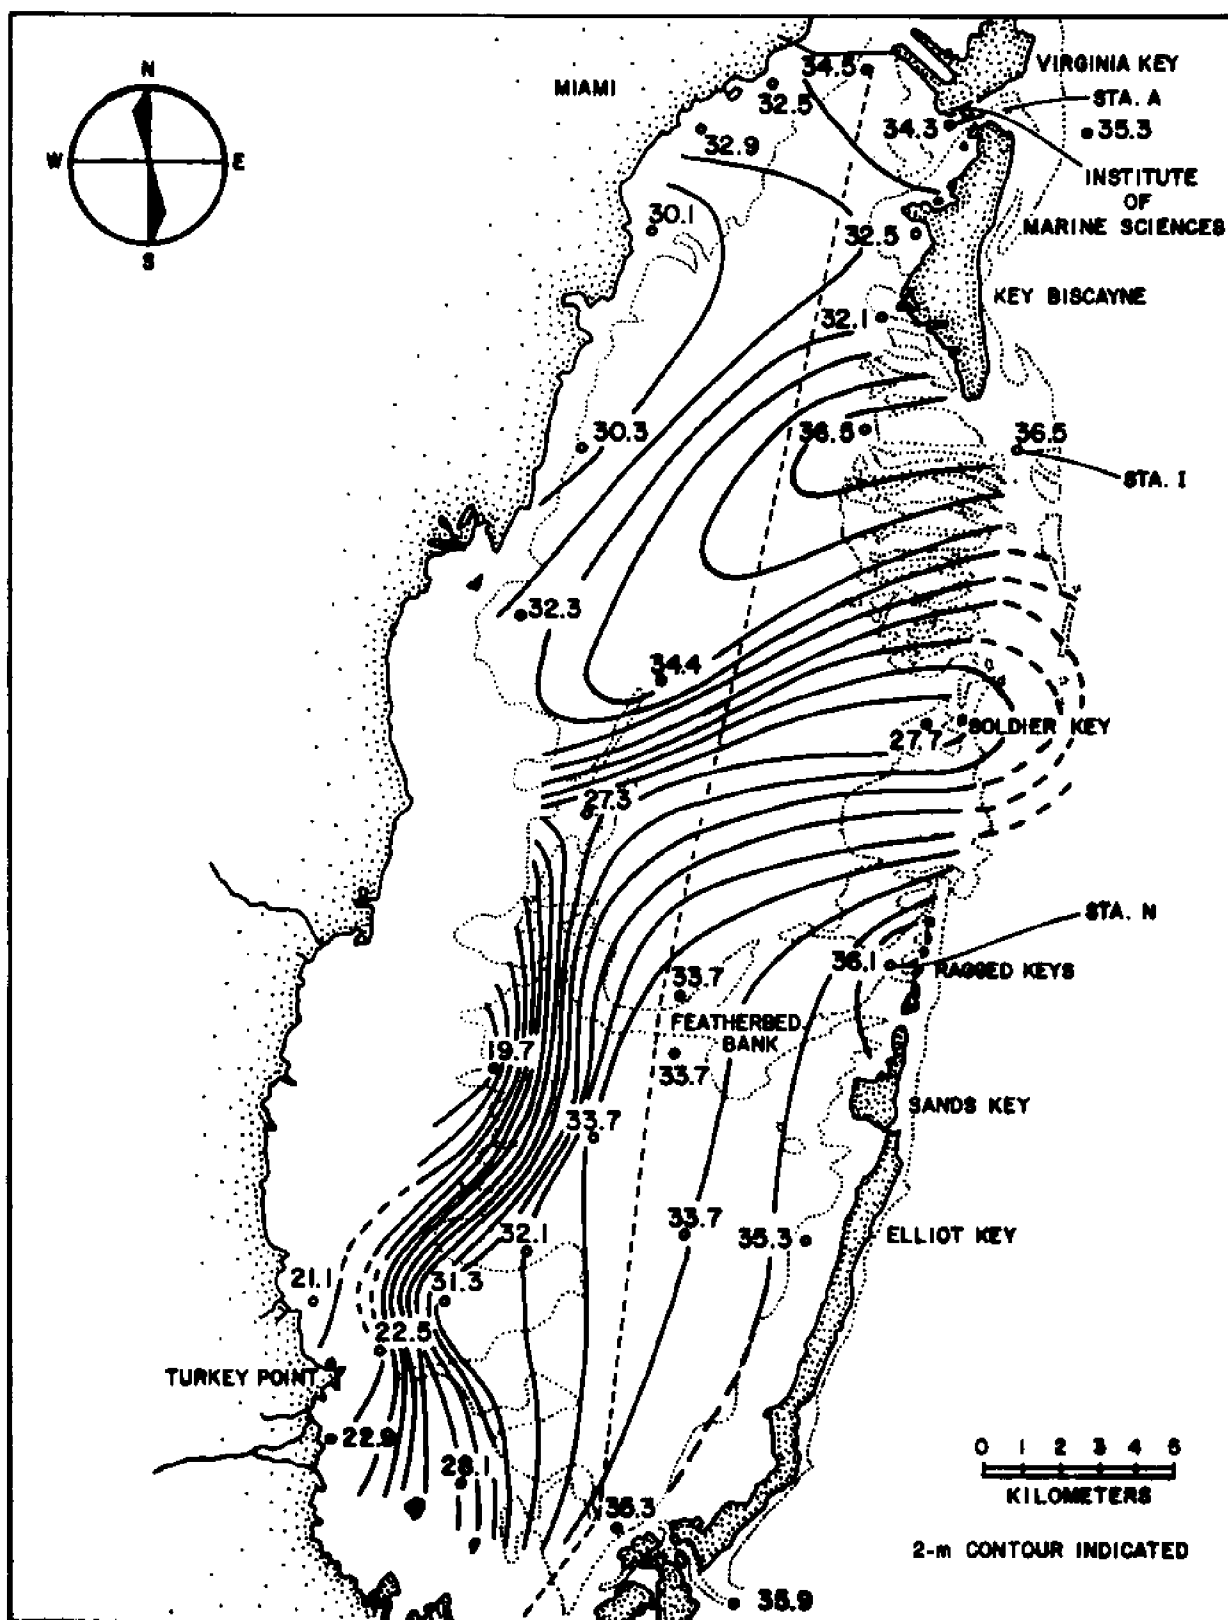 N
MIAMI
34.5
VIRGINIA KEY
32.5
STA. A
34.3
35.3
32.9
W
E
INSTITUTE
OF
MARINE SCIENCES
30.1
32.5
S
KEY BISCAYNE
32.1
30.3
36.5
36.5
STA. I
32.3
34.4
27.7
SOLDIER KEY
27.3
STA. N
36.1
RAGGED KEYS
33.7
FEATHERBED
BANK
19.7
33.7
33.7
SANDS KEY
32.1
33.7
35.3
ELLIOT KEY
21.1
31.3
22.5
TURKEY POINT
22.9
28.1
0 1 2 3 4 5
KILOMETERS
2-m CONTOUR INDICATED
35.9